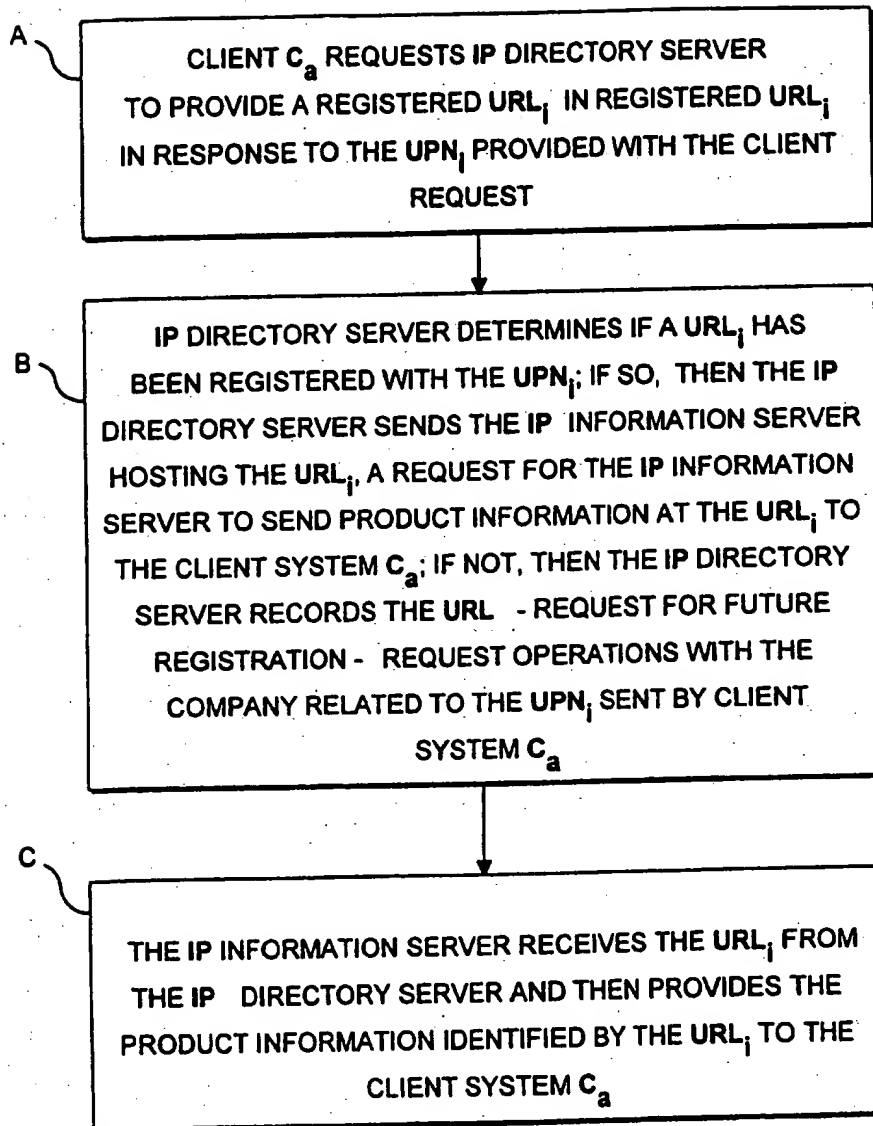 A
CLIENT Ca REQUESTS IP DIRECTORY SERVER
TO PROVIDE A REGISTERED URLi IN REGISTERED URLi
IN RESPONSE TO THE UPNi PROVIDED WITH THE CLIENT
REQUEST
B
IP DIRECTORY SERVER DETERMINES IF A URLi HAS
BEEN REGISTERED WITH THE UPNi; IF SO, THEN THE IP
DIRECTORY SERVER SENDS THE IP INFORMATION SERVER
HOSTING THE URLi, A REQUEST FOR THE IP INFORMATION
SERVER TO SEND PRODUCT INFORMATION AT THE URLi TO
THE CLIENT SYSTEM Ca; IF NOT, THEN THE IP DIRECTORY
SERVER RECORDS THE URL - REQUEST FOR FUTURE
REGISTRATION - REQUEST OPERATIONS WITH THE
COMPANY RELATED TO THE UPNi SENT BY CLIENT
SYSTEM Ca
C
THE IP INFORMATION SERVER RECEIVES THE URLi FROM
THE IP DIRECTORY SERVER AND THEN PROVIDES THE
PRODUCT INFORMATION IDENTIFIED BY THE URLi TO THE
CLIENT SYSTEM Ca